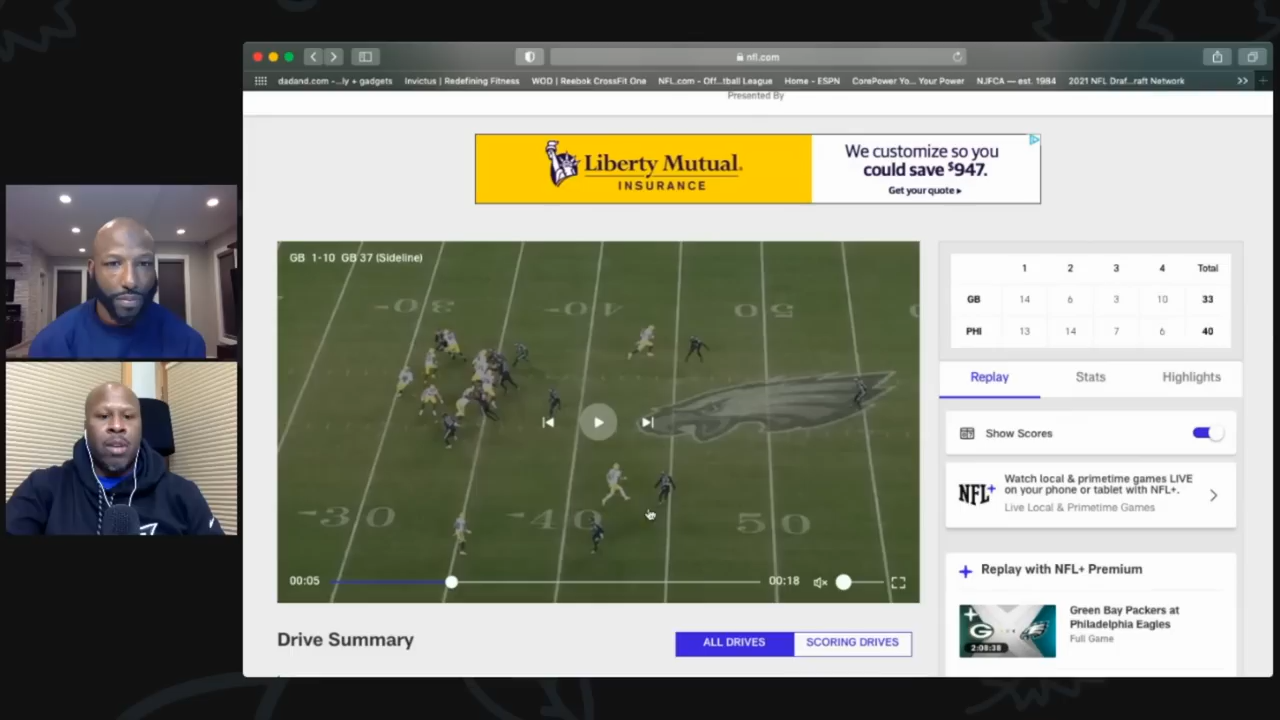 nfl.com
dadand.com -...ly + gadgets
Invictus | Redefining Fitness
WOD | Reebok CrossFit One
NFL.com - Off...tball League
Home - ESPN
CorePower Yo... Your Power
NJFCA — est. 1984
2021 NFL Draf...raft Network
Presented By
Liberty Mutual.
INSURANCE
We customize so you
could save $947.
Get your quote ▸
GB 1-10 GB 37 (Sideline)
30
40
50
30
40
50
00:05
00:18
1 2 3 4 Total
GB 14 6 3 10 33
PHI 13 14 7 6 40
Replay Stats Highlights
Show Scores
NFL+
Watch local & primetime games LIVE
on your phone or tablet with NFL+.
Live Local & Primetime Games
Replay with NFL+ Premium
G
2:08:38
Green Bay Packers at
Philadelphia Eagles
Full Game
Drive Summary
ALL DRIVES
SCORING DRIVES